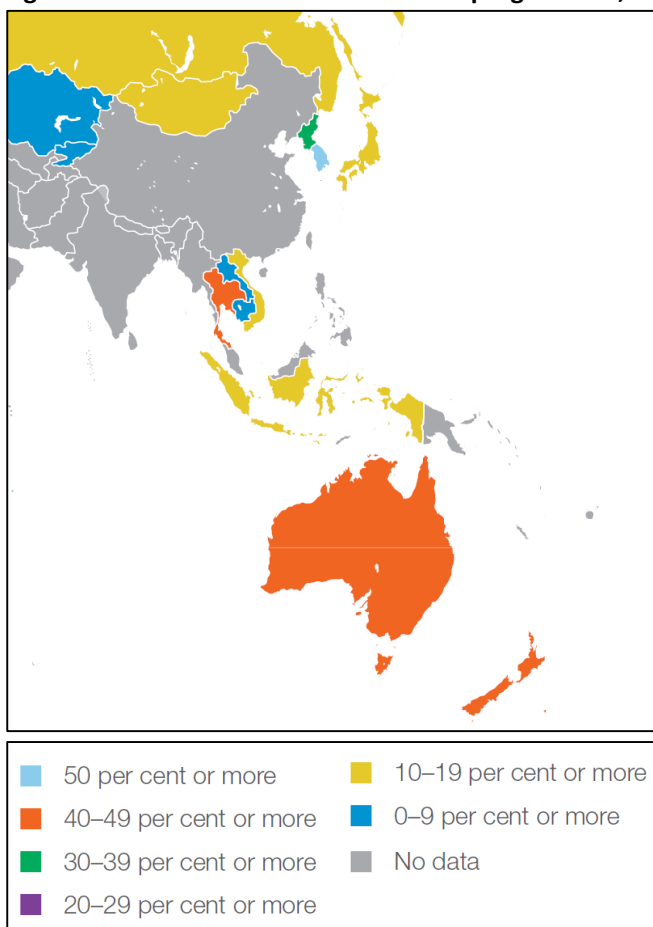 50 per cent or more
40–49 per cent or more
30–39 per cent or more
20–29 per cent or more
10–19 per cent or more
0–9 per cent or more
No data